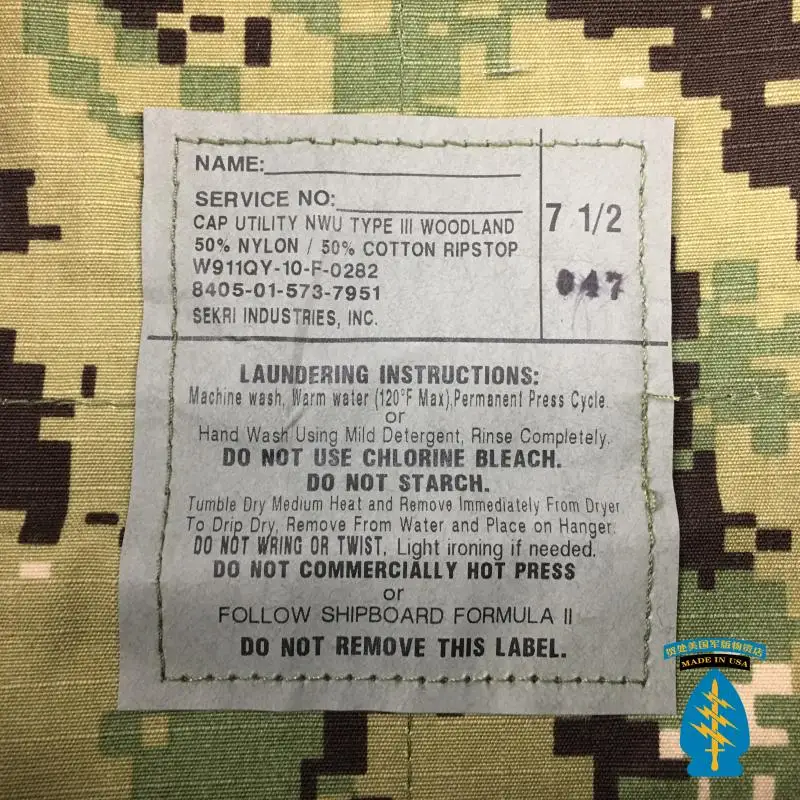 NAME:
SERVICE NO:
CAP UTILITY NWU TYPE III WOODLAND
50% NYLON / 50% COTTON RIPSTOP
W911QY-10-F-0282
8405-01-573-7951
SEKRI INDUSTRIES, INC.
7 1/2
047
LAUNDERING INSTRUCTIONS:
Machine wash, Warm water (120°F Max), Permanent Press Cycle.
or
Hand Wash Using Mild Detergent, Rinse Completely.
DO NOT USE CHLORINE BLEACH.
DO NOT STARCH.
Tumble Dry Medium Heat and Remove Immediately From Dryer.
To Drip Dry, Remove From Water and Place on Hanger.
DO NOT WRING OR TWIST, Light ironing if needed.
DO NOT COMMERCIALLY HOT PRESS
or
FOLLOW SHIPBOARD FORMULA II
DO NOT REMOVE THIS LABEL.
MADE IN USA